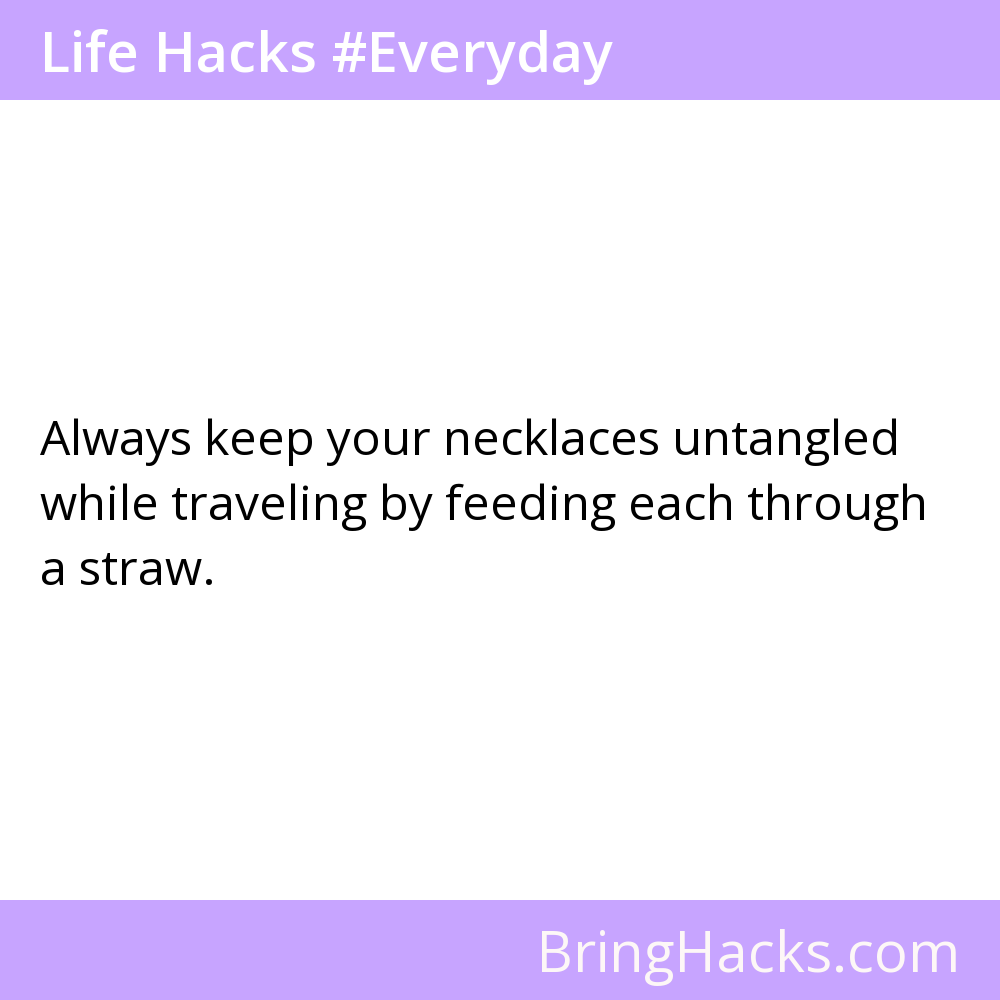 Life Hacks #Everyday
Always keep your necklaces untangled
while traveling by feeding each through
a straw.
BringHacks.com